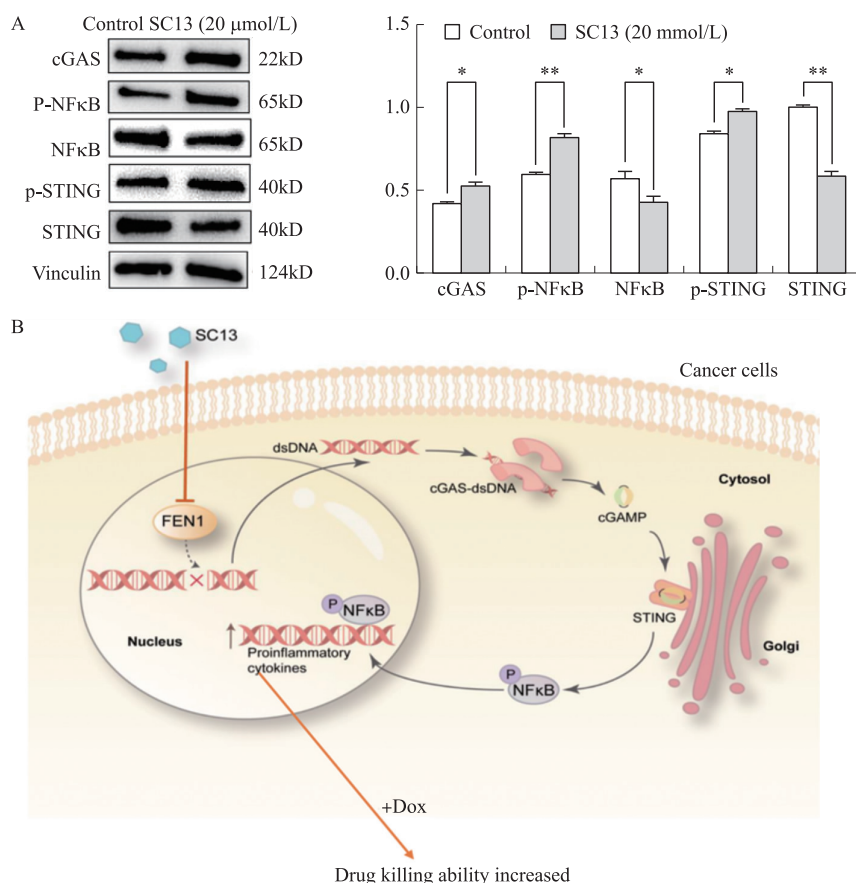 A
Control SC13 (20 μmol/L)
cGAS 22kD
P-NFκB 65kD
NFκB 65kD
p-STING 40kD
STING 40kD
Vinculin 124kD
Control SC13 (20 mmol/L)
1.5
1.0
0.5
0.0
* ** * * **
cGAS p-NFκB NFκB p-STING STING
B
SC13
Cancer cells
dsDNA
cGAS-dsDNA
Cytosol
cGAMP
FEN1
P
NFκB
STING
Nucleus
Proinflammatory
cytokines
Golgi
P
NFκB
+Dox
Drug killing ability increased